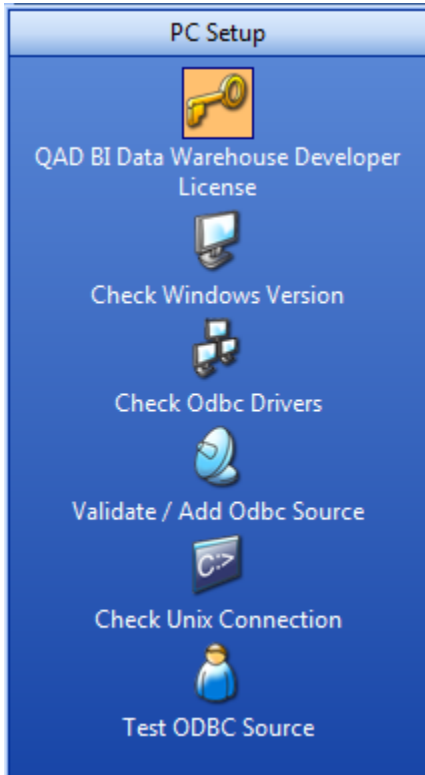 PC Setup
QAD BI Data Warehouse Developer
License
Check Windows Version
Check Odbc Drivers
Validate / Add Odbc Source
C:>
Check Unix Connection
Test ODBC Source